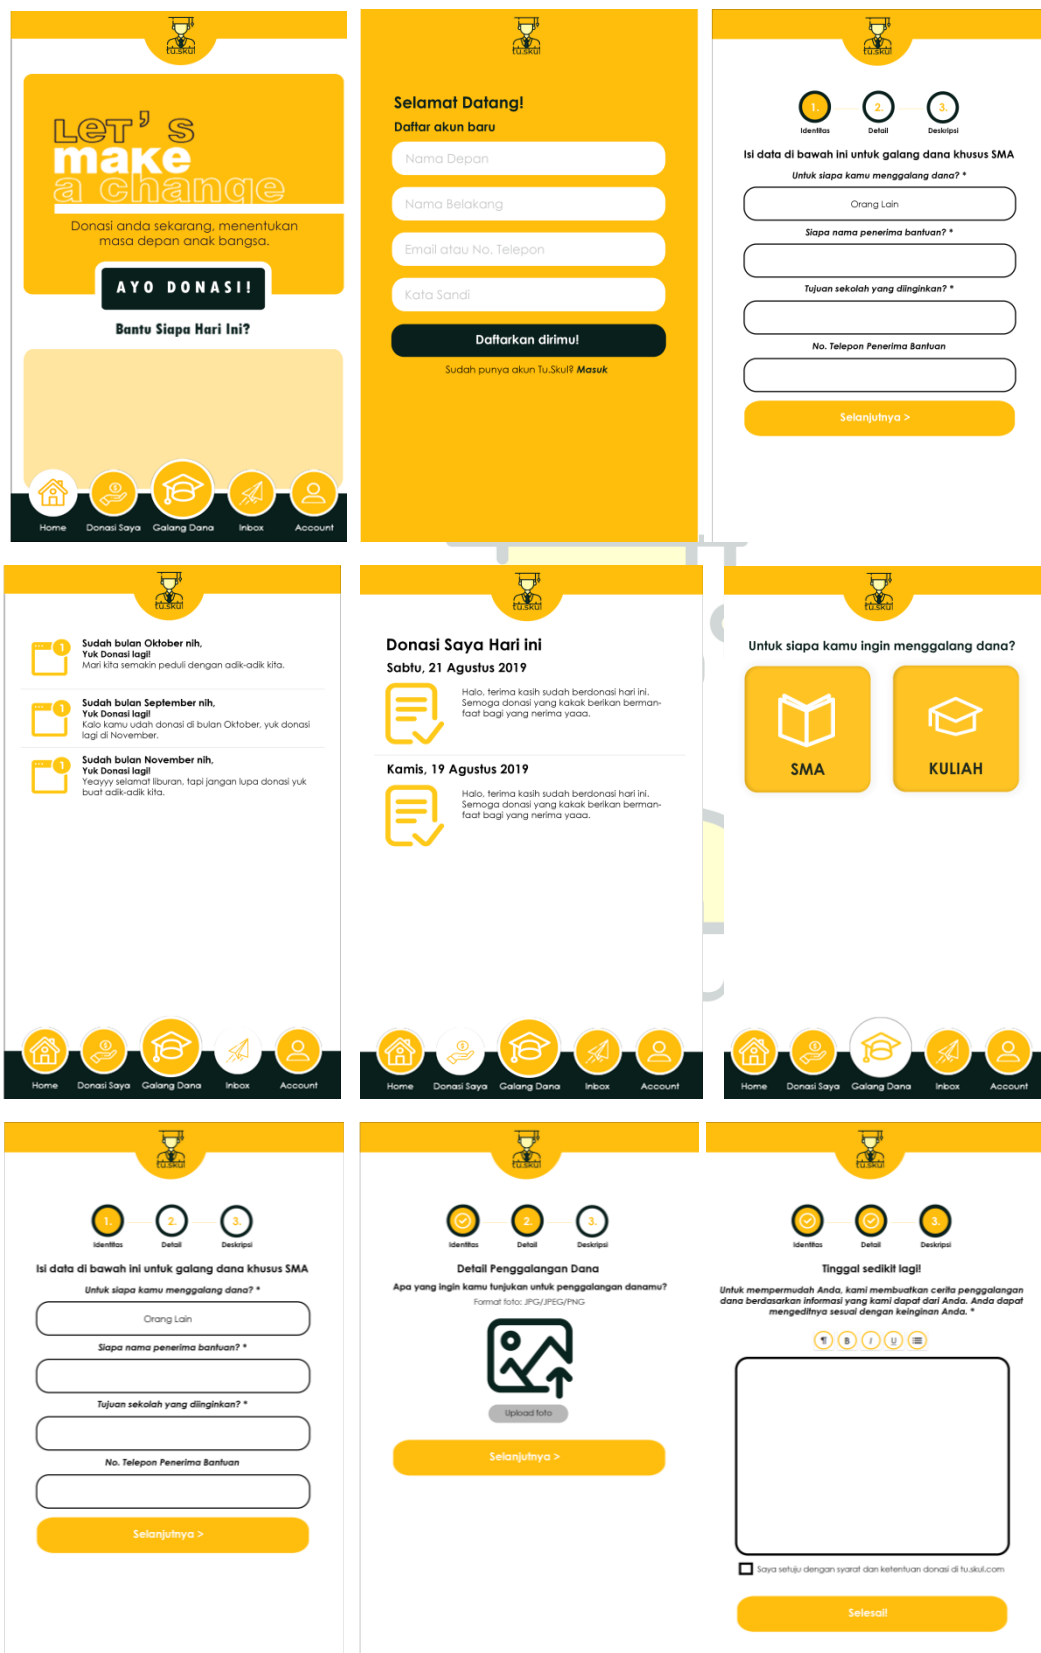 tu.skul
LET'S
make
a change
Donasi anda sekarang, menentukan
masa depan anak bangsa.
AYO DONASI!
Bantu Siapa Hari Ini?
Home
Donasi Saya
Galang Dana
Inbox
Account
tu.skul
Selamat Datang!
Daftar akun baru
Nama Depan
Nama Belakang
Email atau No. Telepon
Kata Sandi
Daftarkan dirimu!
Sudah punya akun Tu.Skul? Masuk
tu.skul
1.
2.
3.
Identitas
Detail
Deskripsi
Isi data di bawah ini untuk galang dana khusus SMA
Untuk siapa kamu menggalang dana? *
Orang Lain
Siapa nama penerima bantuan? *
Tujuan sekolah yang diinginkan? *
No. Telepon Penerima Bantuan
Selanjutnya >
tu.skul
1
Sudah bulan Oktober nih,
Yuk Donasi lagi!
Mari kita semakin peduli dengan adik-adik kita.
1
Sudah bulan September nih,
Yuk Donasi lagi!
Kalo kamu udah donasi di bulan Oktober, yuk donasi
lagi di November.
1
Sudah bulan November nih,
Yuk Donasi lagi!
Yeayyy selamat liburan, tapi jangan lupa donasi yuk
buat adik-adik kita.
Home
Donasi Saya
Galang Dana
Inbox
Account
tu.skul
Donasi Saya Hari ini
Sabtu, 21 Agustus 2019
Halo, terima kasih sudah berdonasi hari ini.
Semoga donasi yang kakak berikan berman-
faat bagi yang nerima yaaa.
Kamis, 19 Agustus 2019
Halo, terima kasih sudah berdonasi hari ini.
Semoga donasi yang kakak berikan berman-
faat bagi yang nerima yaaa.
Home
Donasi Saya
Galang Dana
Inbox
Account
tu.skul
Untuk siapa kamu ingin menggalang dana?
SMA
KULIAH
Home
Donasi Saya
Galang Dana
Inbox
Account
tu.skul
1.
2.
3.
Identitas
Detail
Deskripsi
Isi data di bawah ini untuk galang dana khusus SMA
Untuk siapa kamu menggalang dana? *
Orang Lain
Siapa nama penerima bantuan? *
Tujuan sekolah yang diinginkan? *
No. Telepon Penerima Bantuan
Selanjutnya >
tu.skul
2.
3.
Identitas
Detail
Deskripsi
Detail Penggalangan Dana
Apa yang ingin kamu tunjukan untuk penggalangan danamu?
Format foto: JPG/JPEG/PNG
Upload foto
Selanjutnya >
tu.skul
3.
Identitas
Detail
Deskripsi
Tinggal sedikit lagi!
Untuk mempermudah Anda, kami membuatkan cerita penggalangan
dana berdasarkan informasi yang kami dapat dari Anda. Anda dapat
mengeditnya sesuai dengan keinginan Anda. *
¶ B I U
Saya setuju dengan syarat dan ketentuan donasi di tu.skul.com
Selesai!